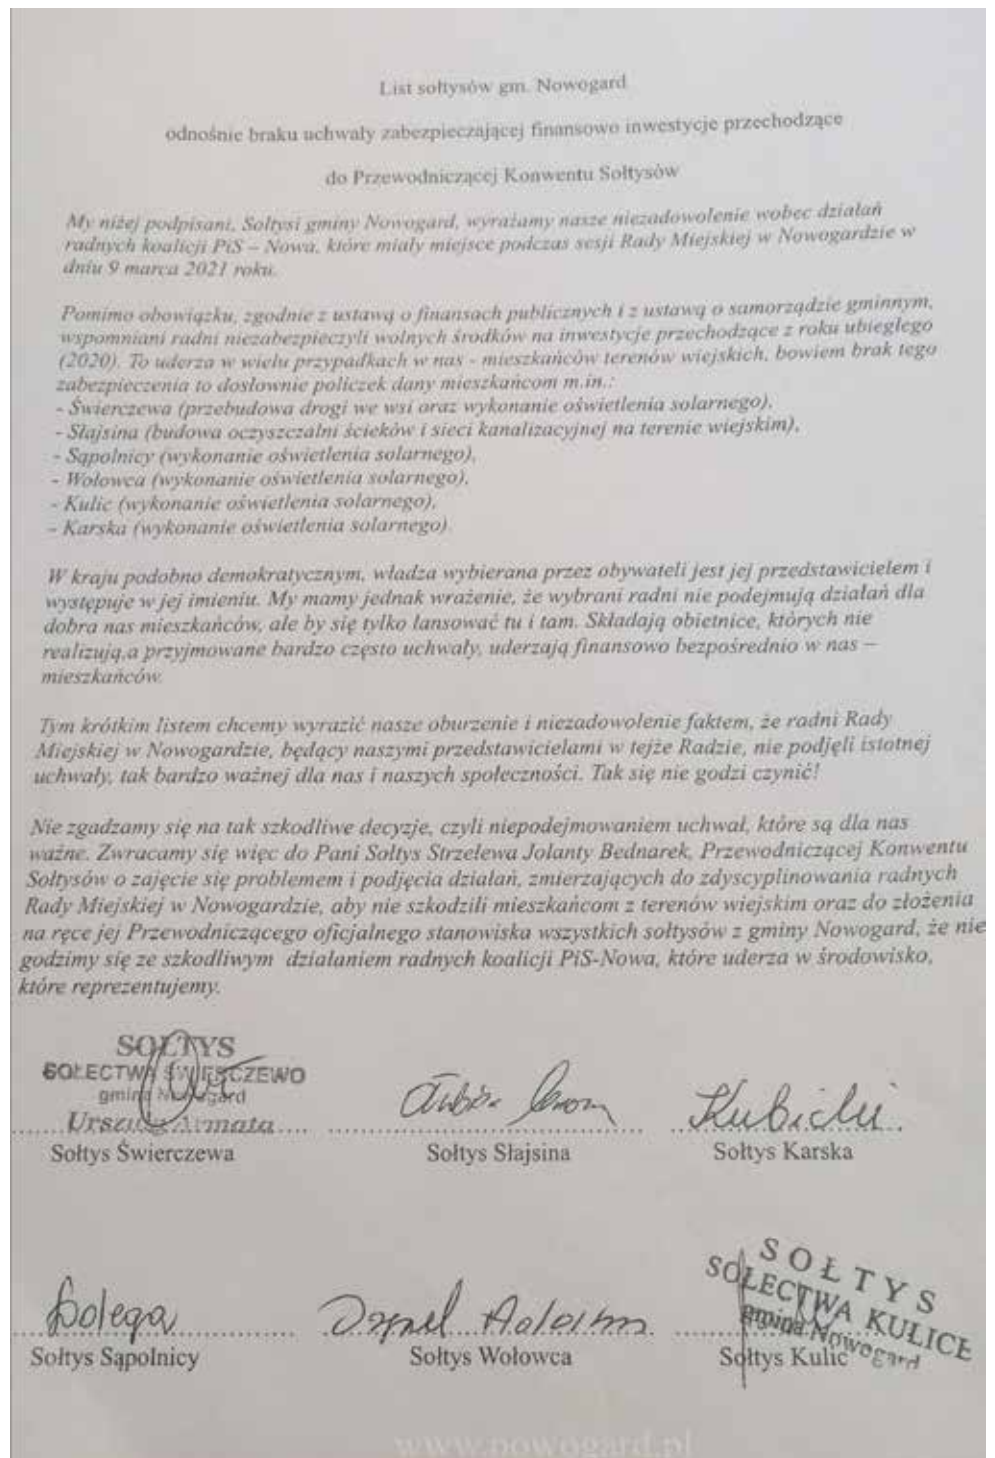 List sołtysów gm. Nowogard
odnośnie braku uchwały zabezpieczającej finansowo inwestycje przechodzące
do Przewodniczącej Konwentu Sołtysów
My niżej podpisani, Sołtysi gminy Nowogard, wyrażamy nasze niezadowolenie wobec działań
radnych koalicji PiS – Nowa, które miały miejsce podczas sesji Rady Miejskiej w Nowogardzie w
dniu 9 marca 2021 roku.
Pomimo obowiązku, zgodnie z ustawą o finansach publicznych i z ustawą o samorządzie gminnym,
wspomniani radni niezabezpieczyli wolnych środków na inwestycje przechodzące z roku ubiegłego
(2020). To uderza w wielu przypadkach w nas - mieszkańców terenów wiejskich, bowiem brak tego
zabezpieczenia to dosłownie policzek dany mieszkańcom m.in.:
- Świerczewa (przebudowa drogi we wsi oraz wykonanie oświetlenia solarnego),
- Słajsina (budowa oczyszczalni ścieków i sieci kanalizacyjnej na terenie wiejskim),
- Sąpolnicy (wykonanie oświetlenia solarnego),
- Wołowca (wykonanie oświetlenia solarnego),
- Kulic (wykonanie oświetlenia solarnego),
- Karska (wykonanie oświetlenia solarnego).
W kraju podobno demokratycznym, władza wybierana przez obywateli jest jej przedstawicielem i
występuje w jej imieniu. My mamy jednak wrażenie, że wybrani radni nie podejmują działań dla
dobra nas mieszkańców, ale by się tylko lansować tu i tam. Składają obietnice, których nie
realizują,a przyjmowane bardzo często uchwały, uderzają finansowo bezpośrednio w nas –
mieszkańców.
Tym krótkim listem chcemy wyrazić nasze oburzenie i niezadowolenie faktem, że radni Rady
Miejskiej w Nowogardzie, będący naszymi przedstawicielami w tejże Radzie, nie podjęli istotnej
uchwały, tak bardzo ważnej dla nas i naszych społeczności. Tak się nie godzi czynić!
Nie zgadzamy się na tak szkodliwe decyzje, czyli niepodejmowaniem uchwał, które są dla nas
ważne. Zwracamy się więc do Pani Sołtys Strzelewa Jolanty Bednarek, Przewodniczącej Konwentu
Sołtysów o zajęcie się problemem i podjęcia działań, zmierzających do zdyscyplinowania radnych
Rady Miejskiej w Nowogardzie, aby nie szkodzili mieszkańcom z terenów wiejskim oraz do złożenia
na ręce jej Przewodniczącego oficjalnego stanowiska wszystkich sołtysów z gminy Nowogard, że nie
godzimy się ze szkodliwym działaniem radnych koalicji PiS-Nowa, które uderza w środowisko,
które reprezentujemy.
SOŁTYS
SOŁECTWA ŚWIERCZEWO
gmina Nowogard
Kubicki
Sołtys Świerczewa Sołtys Słajsina Sołtys Karska
SOŁTYS
SOŁECTWA KULICE
gmina Nowogard
Dolega
Sołtys Sąpolnicy Sołtys Wołowca Sołtys Kulic
www.nowogard.pl